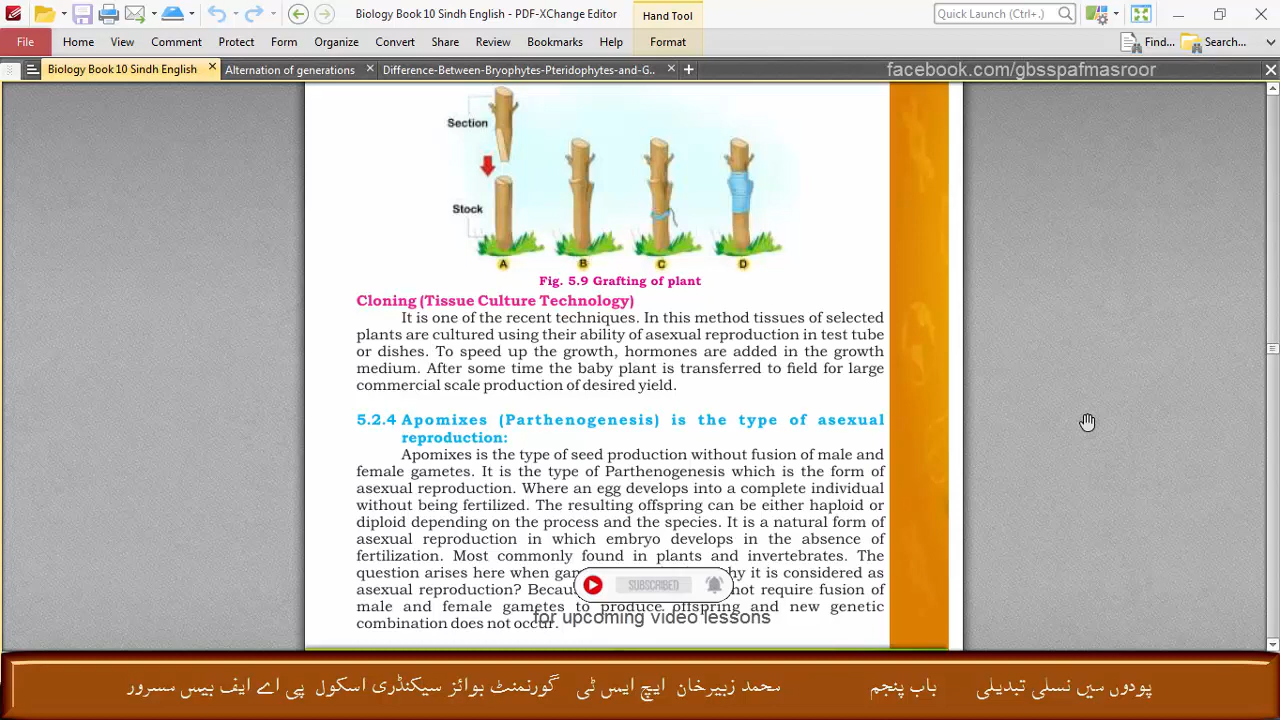 Biology Book 10 Sindh English - PDF-XChange Editor
Hand Tool
Quick Launch (Ctrl+.)
File Home View Comment Protect Form Organize Convert Share Review Bookmarks Help Format Find... Search...
Biology Book 10 Sindh English Alternation of generations Difference-Between-Bryophytes-Pteridophytes-and-G..
facebook.com/gbsspafmasroor
Section
Stock
A B C D
Fig. 5.9 Grafting of plant
Cloning (Tissue Culture Technology)
It is one of the recent techniques. In this method tissues of selected
plants are cultured using their ability of asexual reproduction in test tube
or dishes. To speed up the growth, hormones are added in the growth
medium. After some time the baby plant is transferred to field for large
commercial scale production of desired yield.
5.2.4 Apomixes (Parthenogenesis) is the type of asexual
reproduction:
Apomixes is the type of seed production without fusion of male and
female gametes. It is the type of Parthenogenesis which is the form of
asexual reproduction. Where an egg develops into a complete individual
without being fertilized. The resulting offspring can be either haploid or
diploid depending on the process and the species. It is a natural form of
asexual reproduction in which embryo develops in the absence of
fertilization. Most commonly found in plants and invertebrates. The
question arises here when it is considered as
asexual reproduction? not require fusion of
SUBSCRIBED
male and female gametes to produce offspring and new genetic
for upcoming video lessons
combination does not occur.
پودوں میں نسلی تبدیلی باب پنجم محمد زبیرخان ایچ ایس ٹی گورنمنٹ بوائز سیکنڈری اسکول پی اے ایف بیس مسرور